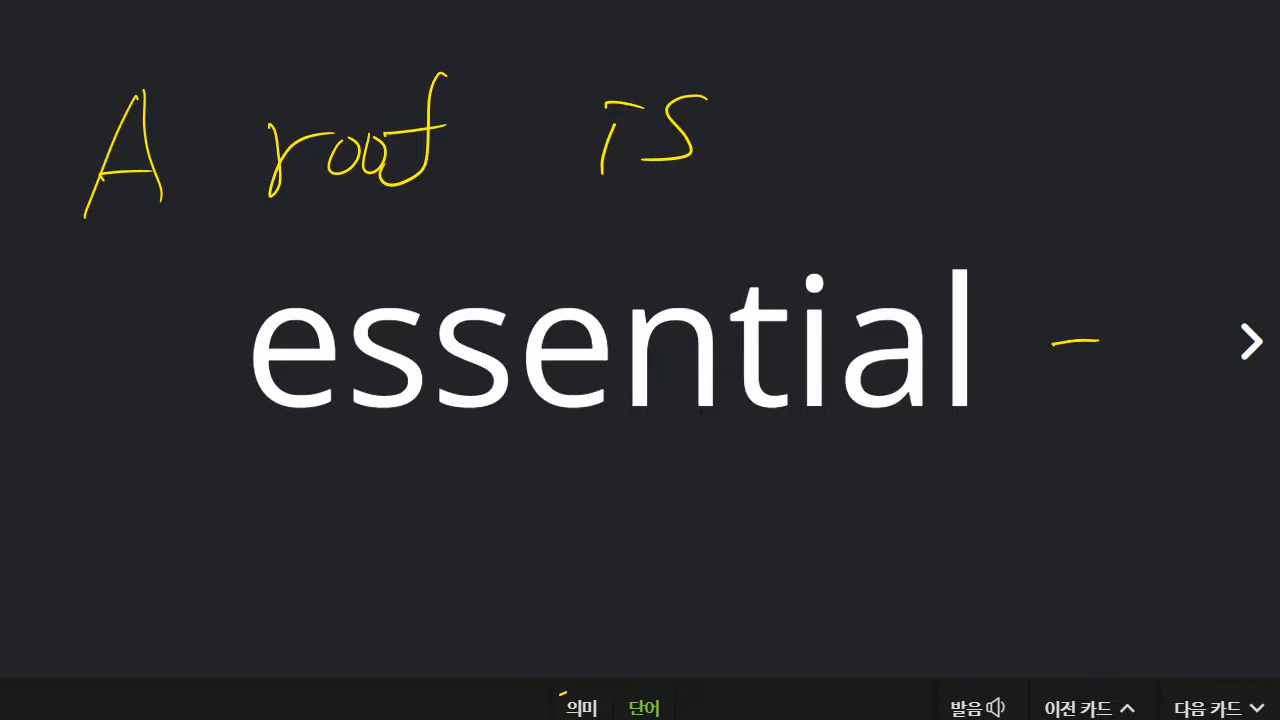 A roof is
essential -
의미 단어 발음 이전 카드 다음 카드